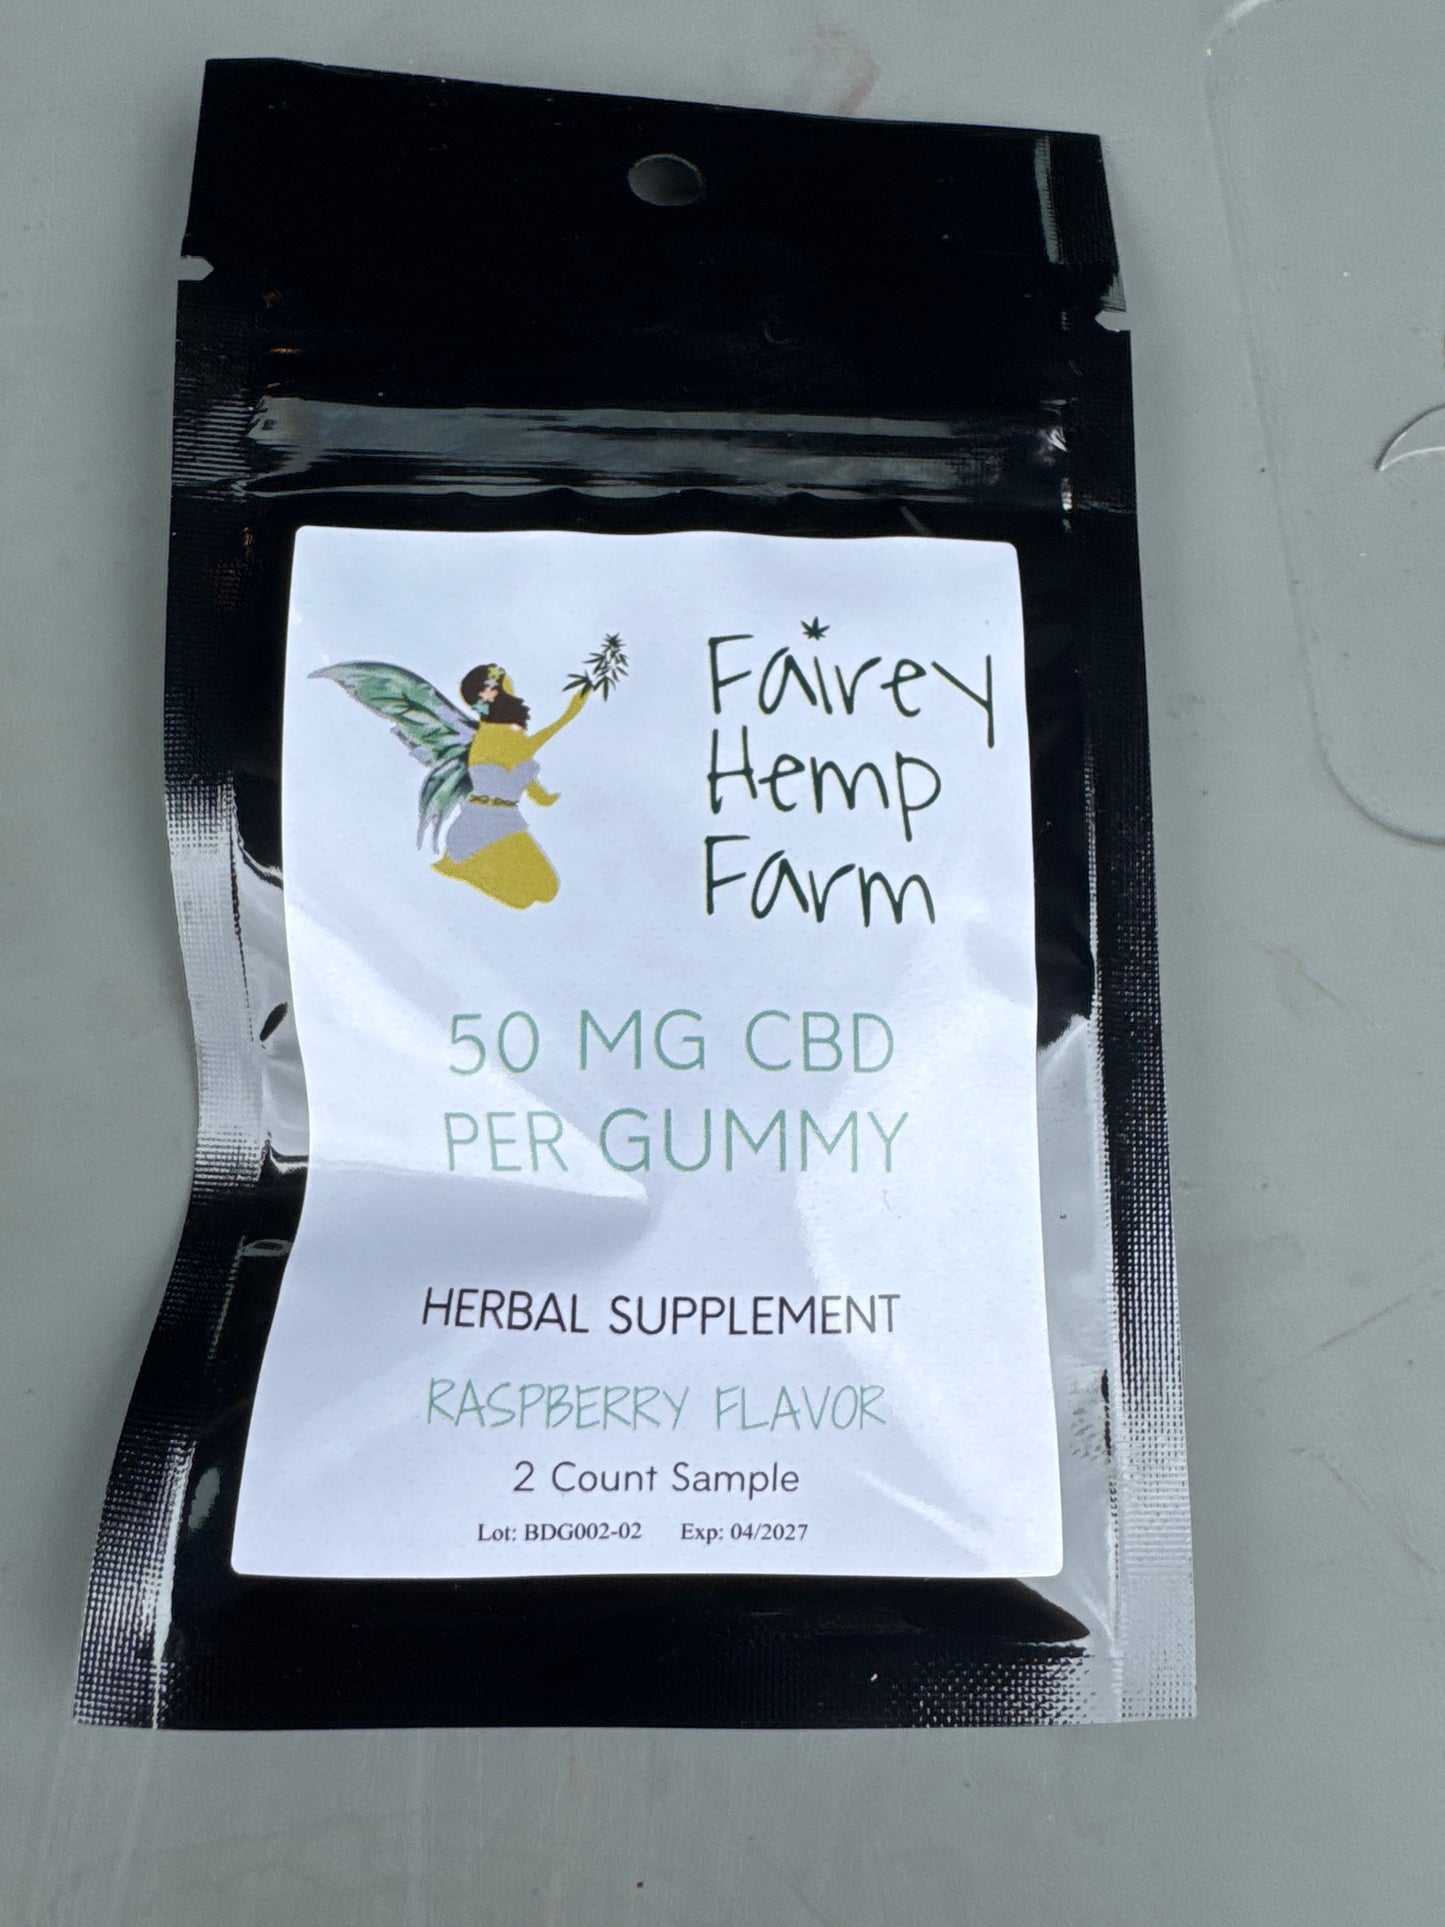 Fairey
Hemp
Farm
50 MG CBD
PER GUMMY
HERBAL SUPPLEMENT
RASPBERRY FLAVOR
2 Count Sample
Lot: BDG002-02 Exp: 04/2027